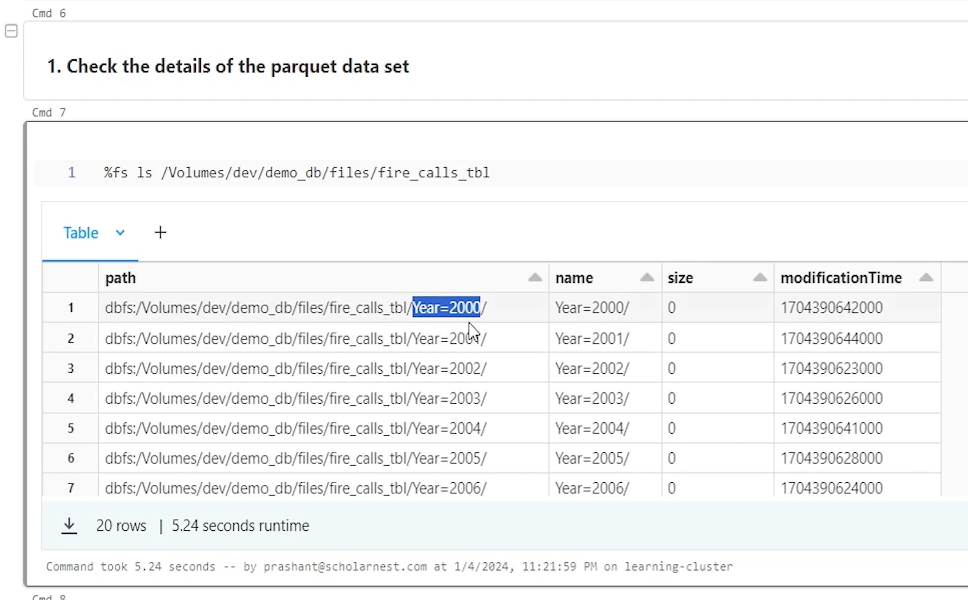 Cmd 6
1. Check the details of the parquet data set
Cmd 7
1 %fs ls /Volumes/dev/demo_db/files/fire_calls_tbl
Table +
path name size modificationTime
1 dbfs:/Volumes/dev/demo_db/files/fire_calls_tbl/Year=2000/ Year=2000/ 0 1704390642000
2 dbfs:/Volumes/dev/demo_db/files/fire_calls_tbl/Year=2001/ Year=2001/ 0 1704390644000
3 dbfs:/Volumes/dev/demo_db/files/fire_calls_tbl/Year=2002/ Year=2002/ 0 1704390623000
4 dbfs:/Volumes/dev/demo_db/files/fire_calls_tbl/Year=2003/ Year=2003/ 0 1704390626000
5 dbfs:/Volumes/dev/demo_db/files/fire_calls_tbl/Year=2004/ Year=2004/ 0 1704390641000
6 dbfs:/Volumes/dev/demo_db/files/fire_calls_tbl/Year=2005/ Year=2005/ 0 1704390628000
7 dbfs:/Volumes/dev/demo_db/files/fire_calls_tbl/Year=2006/ Year=2006/ 0 1704390624000
20 rows | 5.24 seconds runtime
Command took 5.24 seconds -- by prashant@scholarnest.com at 1/4/2024, 11:21:59 PM on learning-cluster
Cmd 8